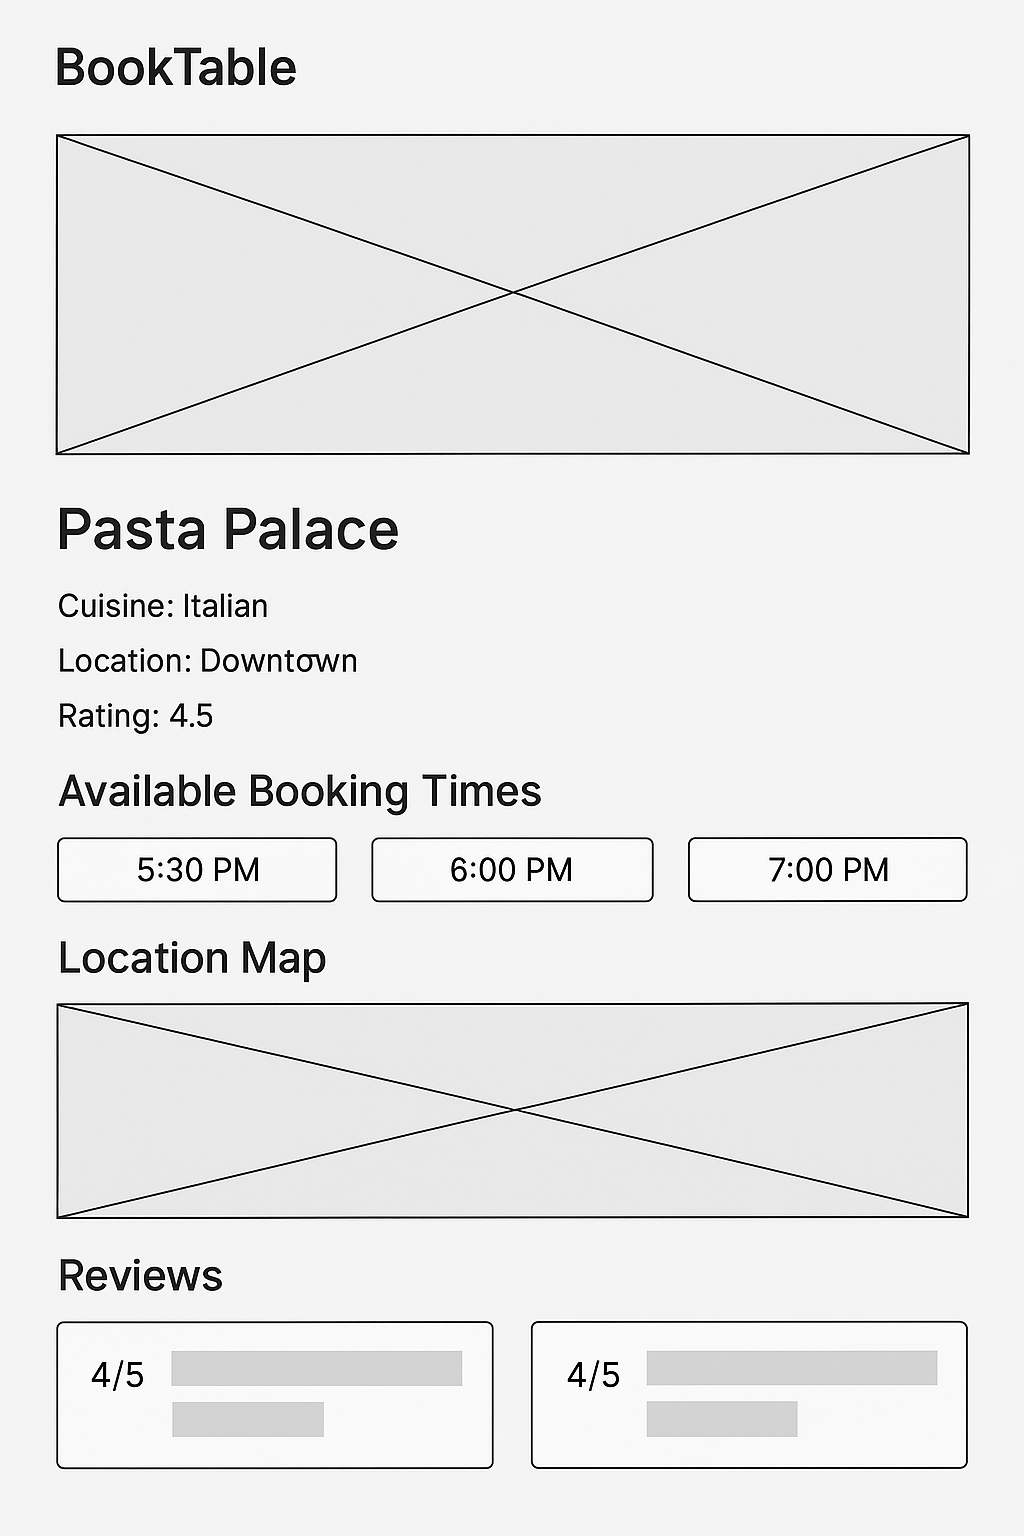 BookTable
Pasta Palace
Cuisine: Italian
Location: Downtown
Rating: 4.5
Available Booking Times
5:30 PM 6:00 PM 7:00 PM
Location Map
Reviews
4/5 4/5